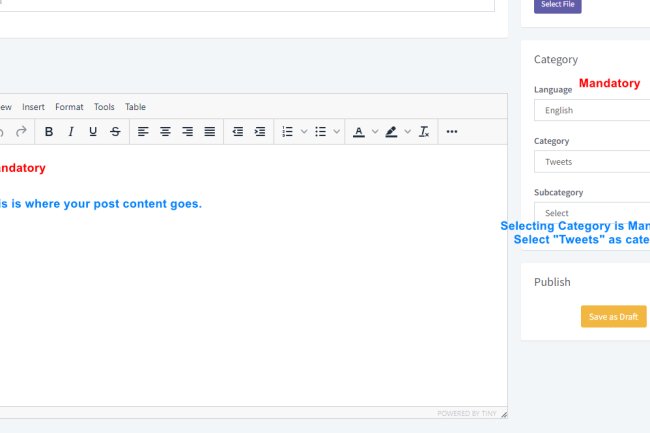 Select File
Category
Mandatory
Language
English
Category
Tweets
Subcategory
Select
Selecting Category is Man
Select "Tweets" as cate
Publish
Save as Draft
ew Insert Format Tools Table
B I U S A
ndatory
is is where your post content goes.
POWERED BY TINY